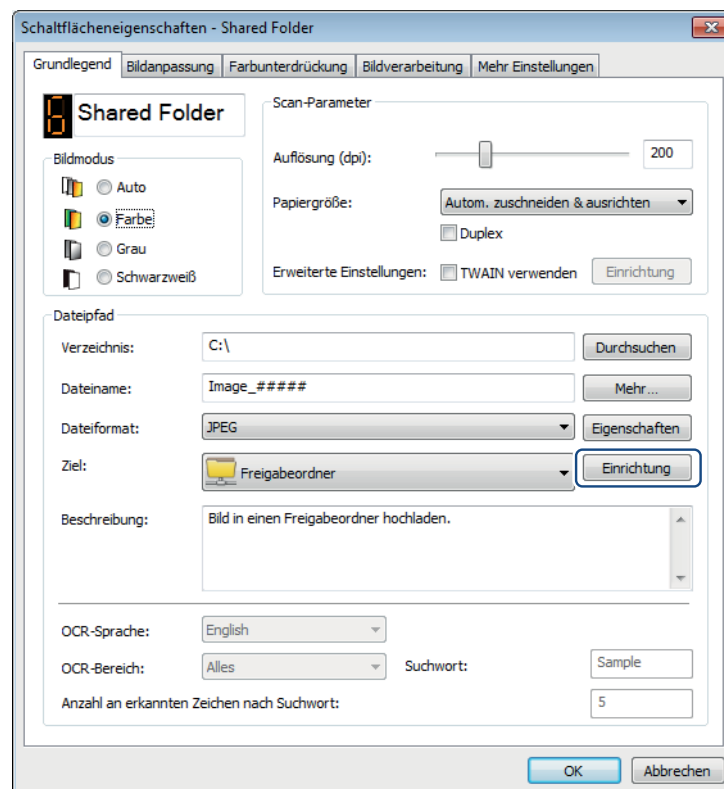 Schaltflächeneigenschaften - Shared Folder
Grundlegend Bildanpassung Farbunterdrückung Bildverarbeitung Mehr Einstellungen
6 Shared Folder
Bildmodus
Auto
Farbe
Grau
Schwarzweiß
Scan-Parameter
Auflösung (dpi): 200
Papiergröße: Autom. zuschneiden & ausrichten
Duplex
Erweiterte Einstellungen: TWAIN verwenden Einrichtung
Dateipfad
Verzeichnis: C:\ Durchsuchen
Dateiname: Image_##### Mehr...
Dateiformat: JPEG Eigenschaften
Ziel: Freigabeordner Einrichtung
Beschreibung: Bild in einen Freigabeordner hochladen.
OCR-Sprache: English
OCR-Bereich: Alles Suchwort: Sample
Anzahl an erkannten Zeichen nach Suchwort: 5
OK Abbrechen